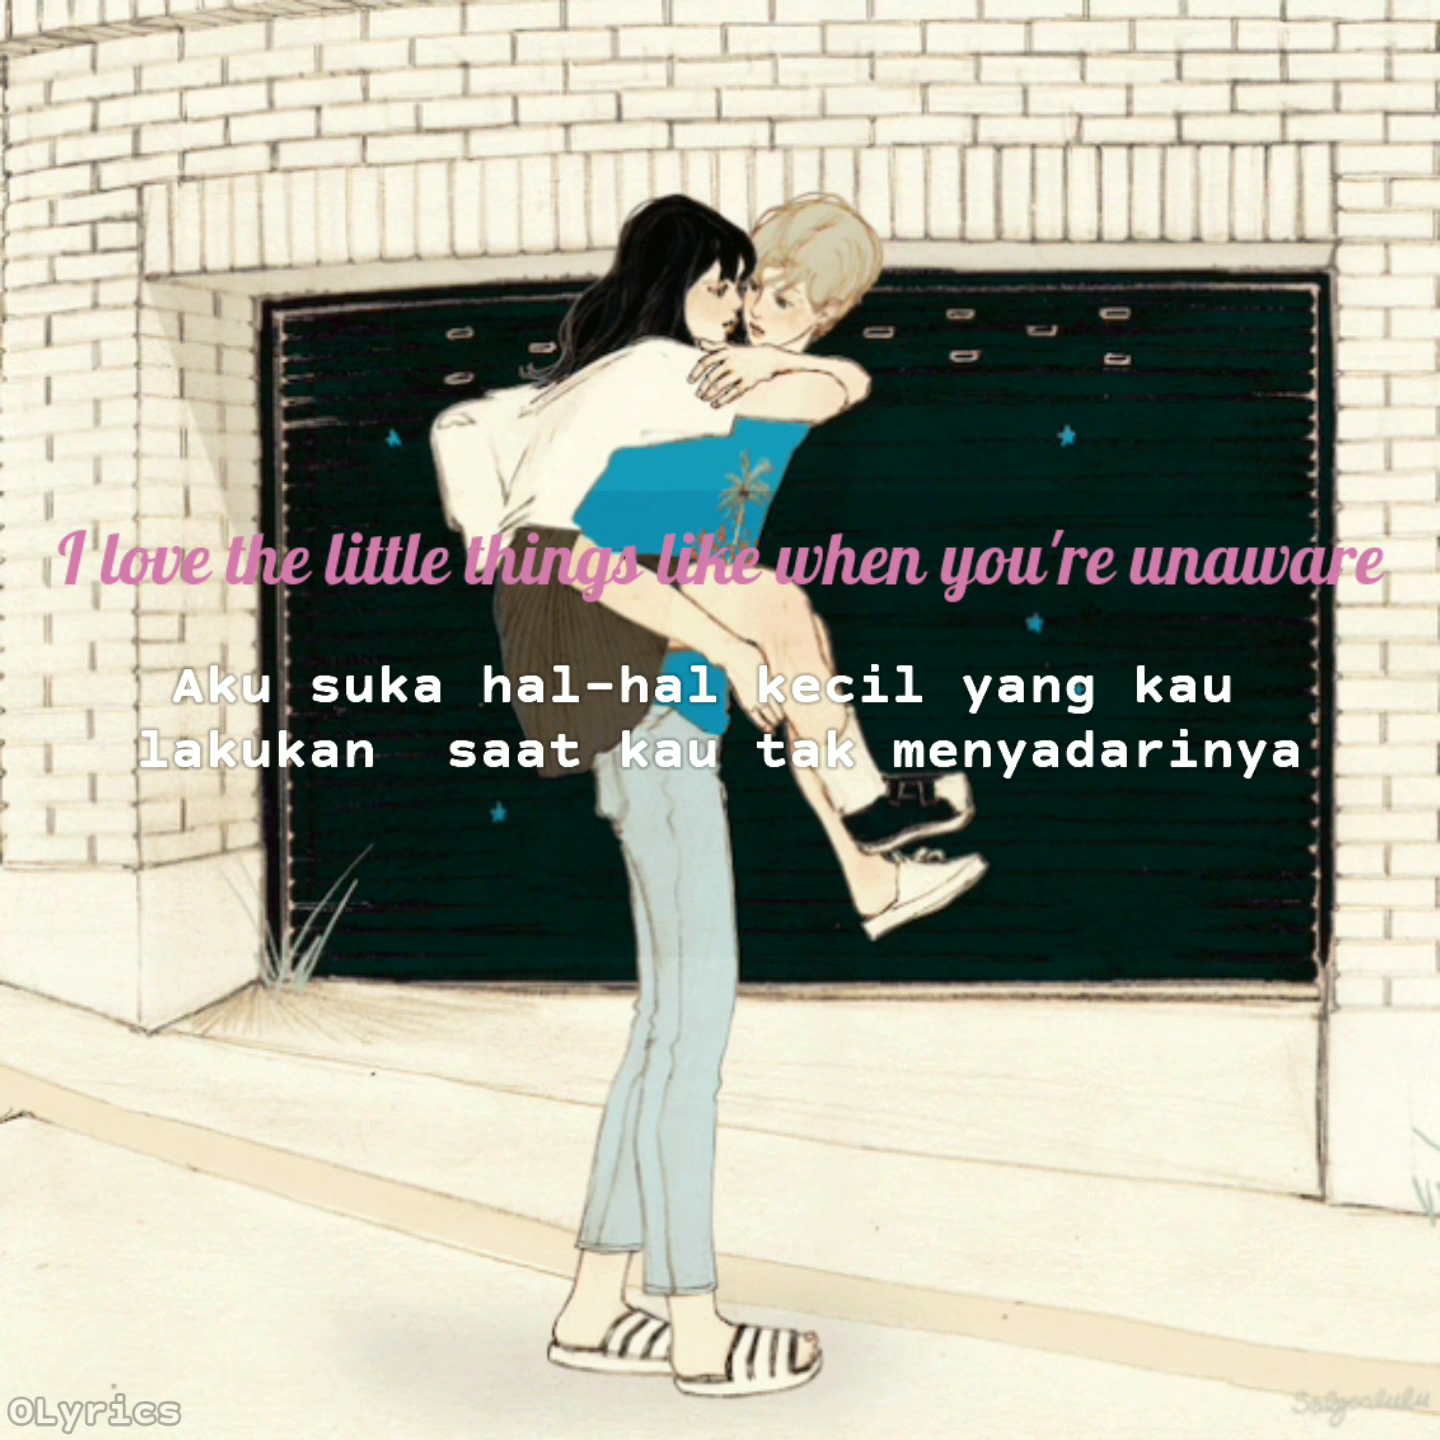 I love the little things like when you're unaware
Aku suka hal-hal kecil yang kau
lakukan saat kau tak menyadarinya
OLyrics